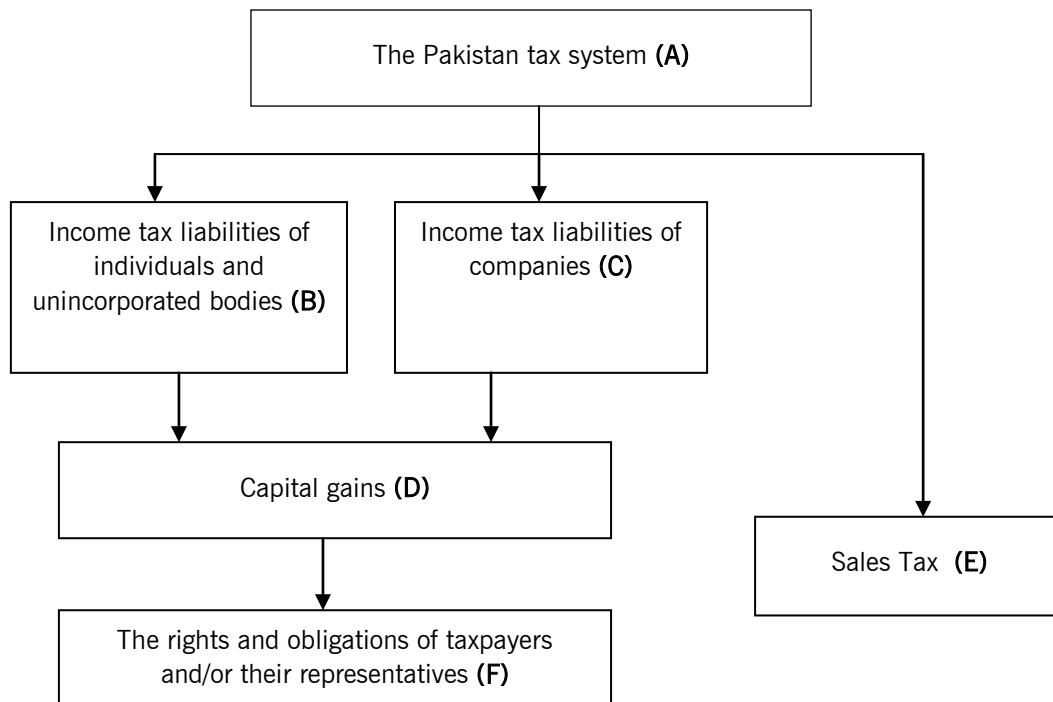 The Pakistan tax system (A)
Income tax liabilities of
individuals and
unincorporated bodies (B)
Income tax liabilities of
companies (C)
Capital gains (D)
Sales Tax (E)
The rights and obligations of taxpayers
and/or their representatives (F)